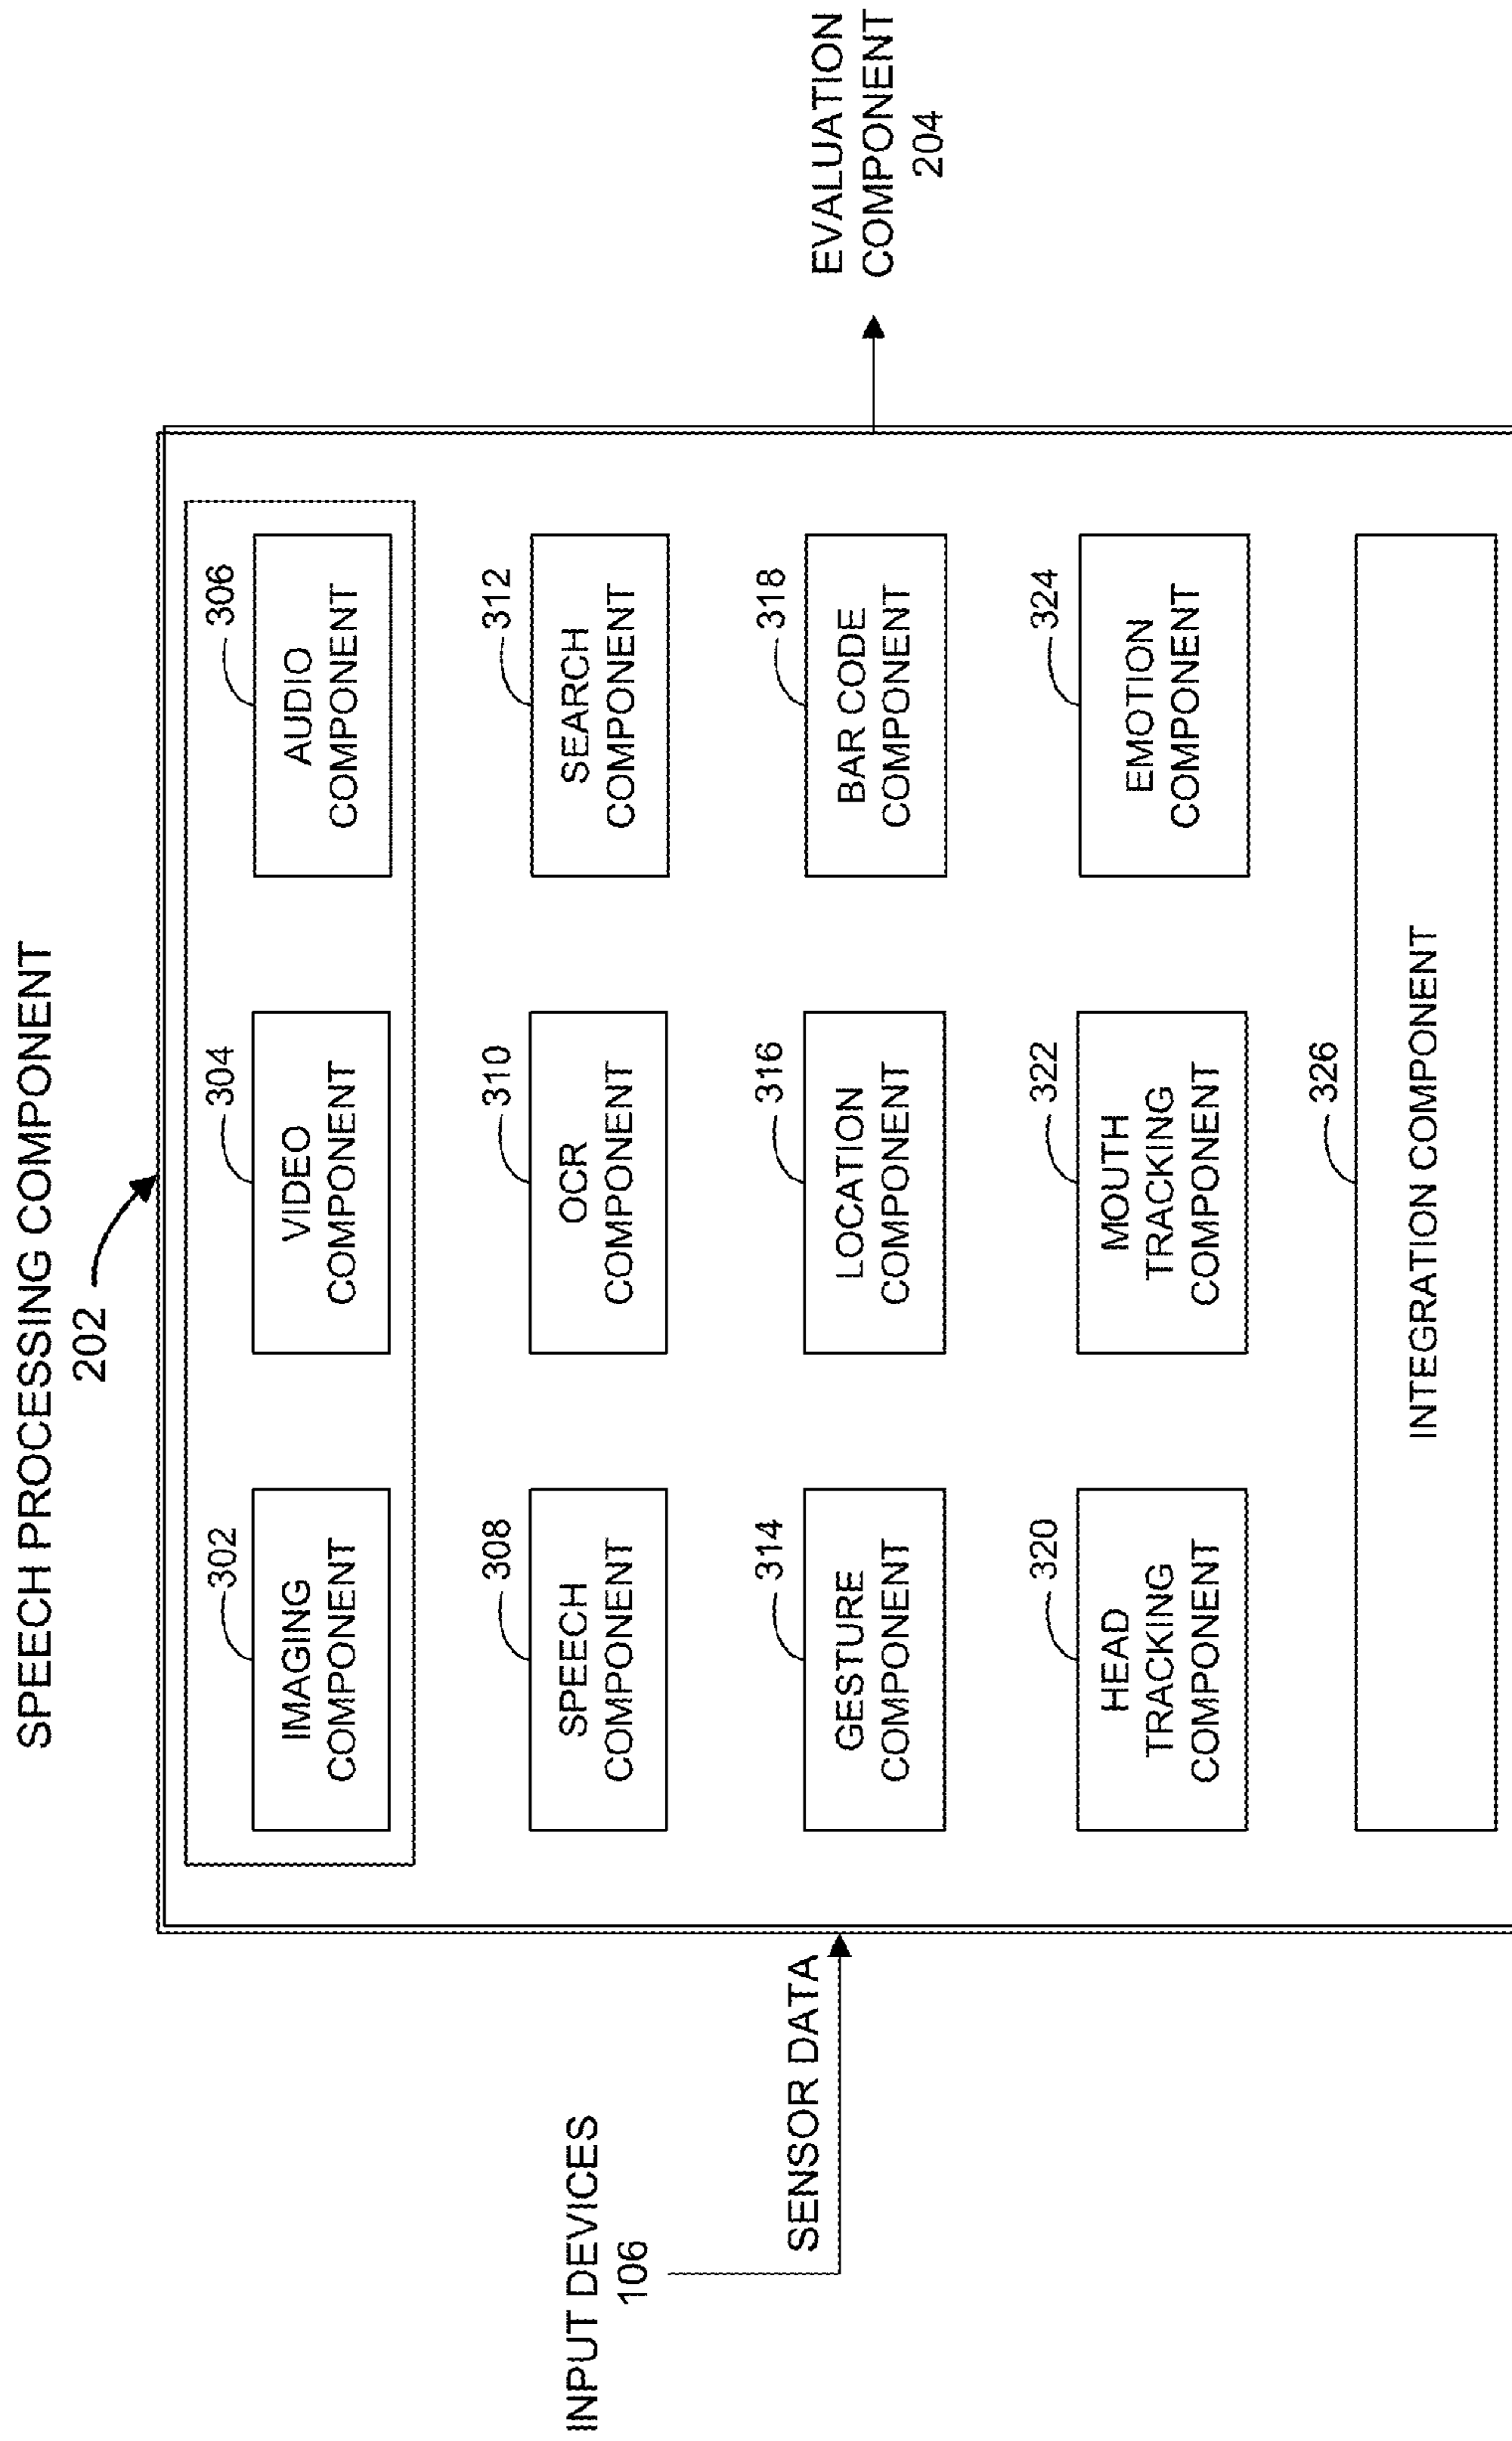 SPEECH PROCESSING COMPONENT
202
INPUT DEVICES
106
SENSOR DATA
302
IMAGING
COMPONENT
304
VIDEO
COMPONENT
306
AUDIO
COMPONENT
308
SPEECH
COMPONENT
310
OCR
COMPONENT
312
SEARCH
COMPONENT
314
GESTURE
COMPONENT
316
LOCATION
COMPONENT
318
BAR CODE
COMPONENT
320
HEAD
TRACKING
COMPONENT
322
MOUTH
TRACKING
COMPONENT
324
EMOTION
COMPONENT
326
INTEGRATION COMPONENT
EVALUATION
COMPONENT
204